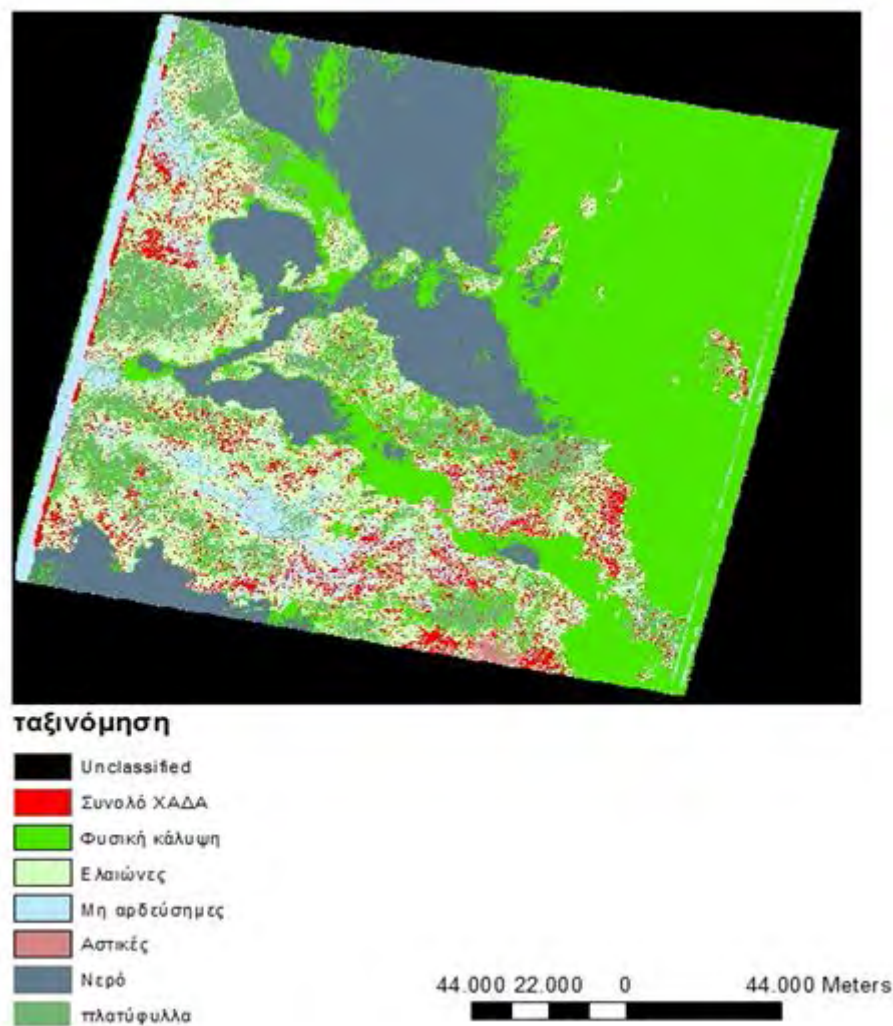 ταξινόμηση
Unclassified
Συνολό ΧΑΔΑ
Φυσική κάλυψη
Ελαιώνες
Μη αρδεύσημες
Αστικές
Νερό
πλατύφυλλα
44.000 22.000 0 44.000 Meters